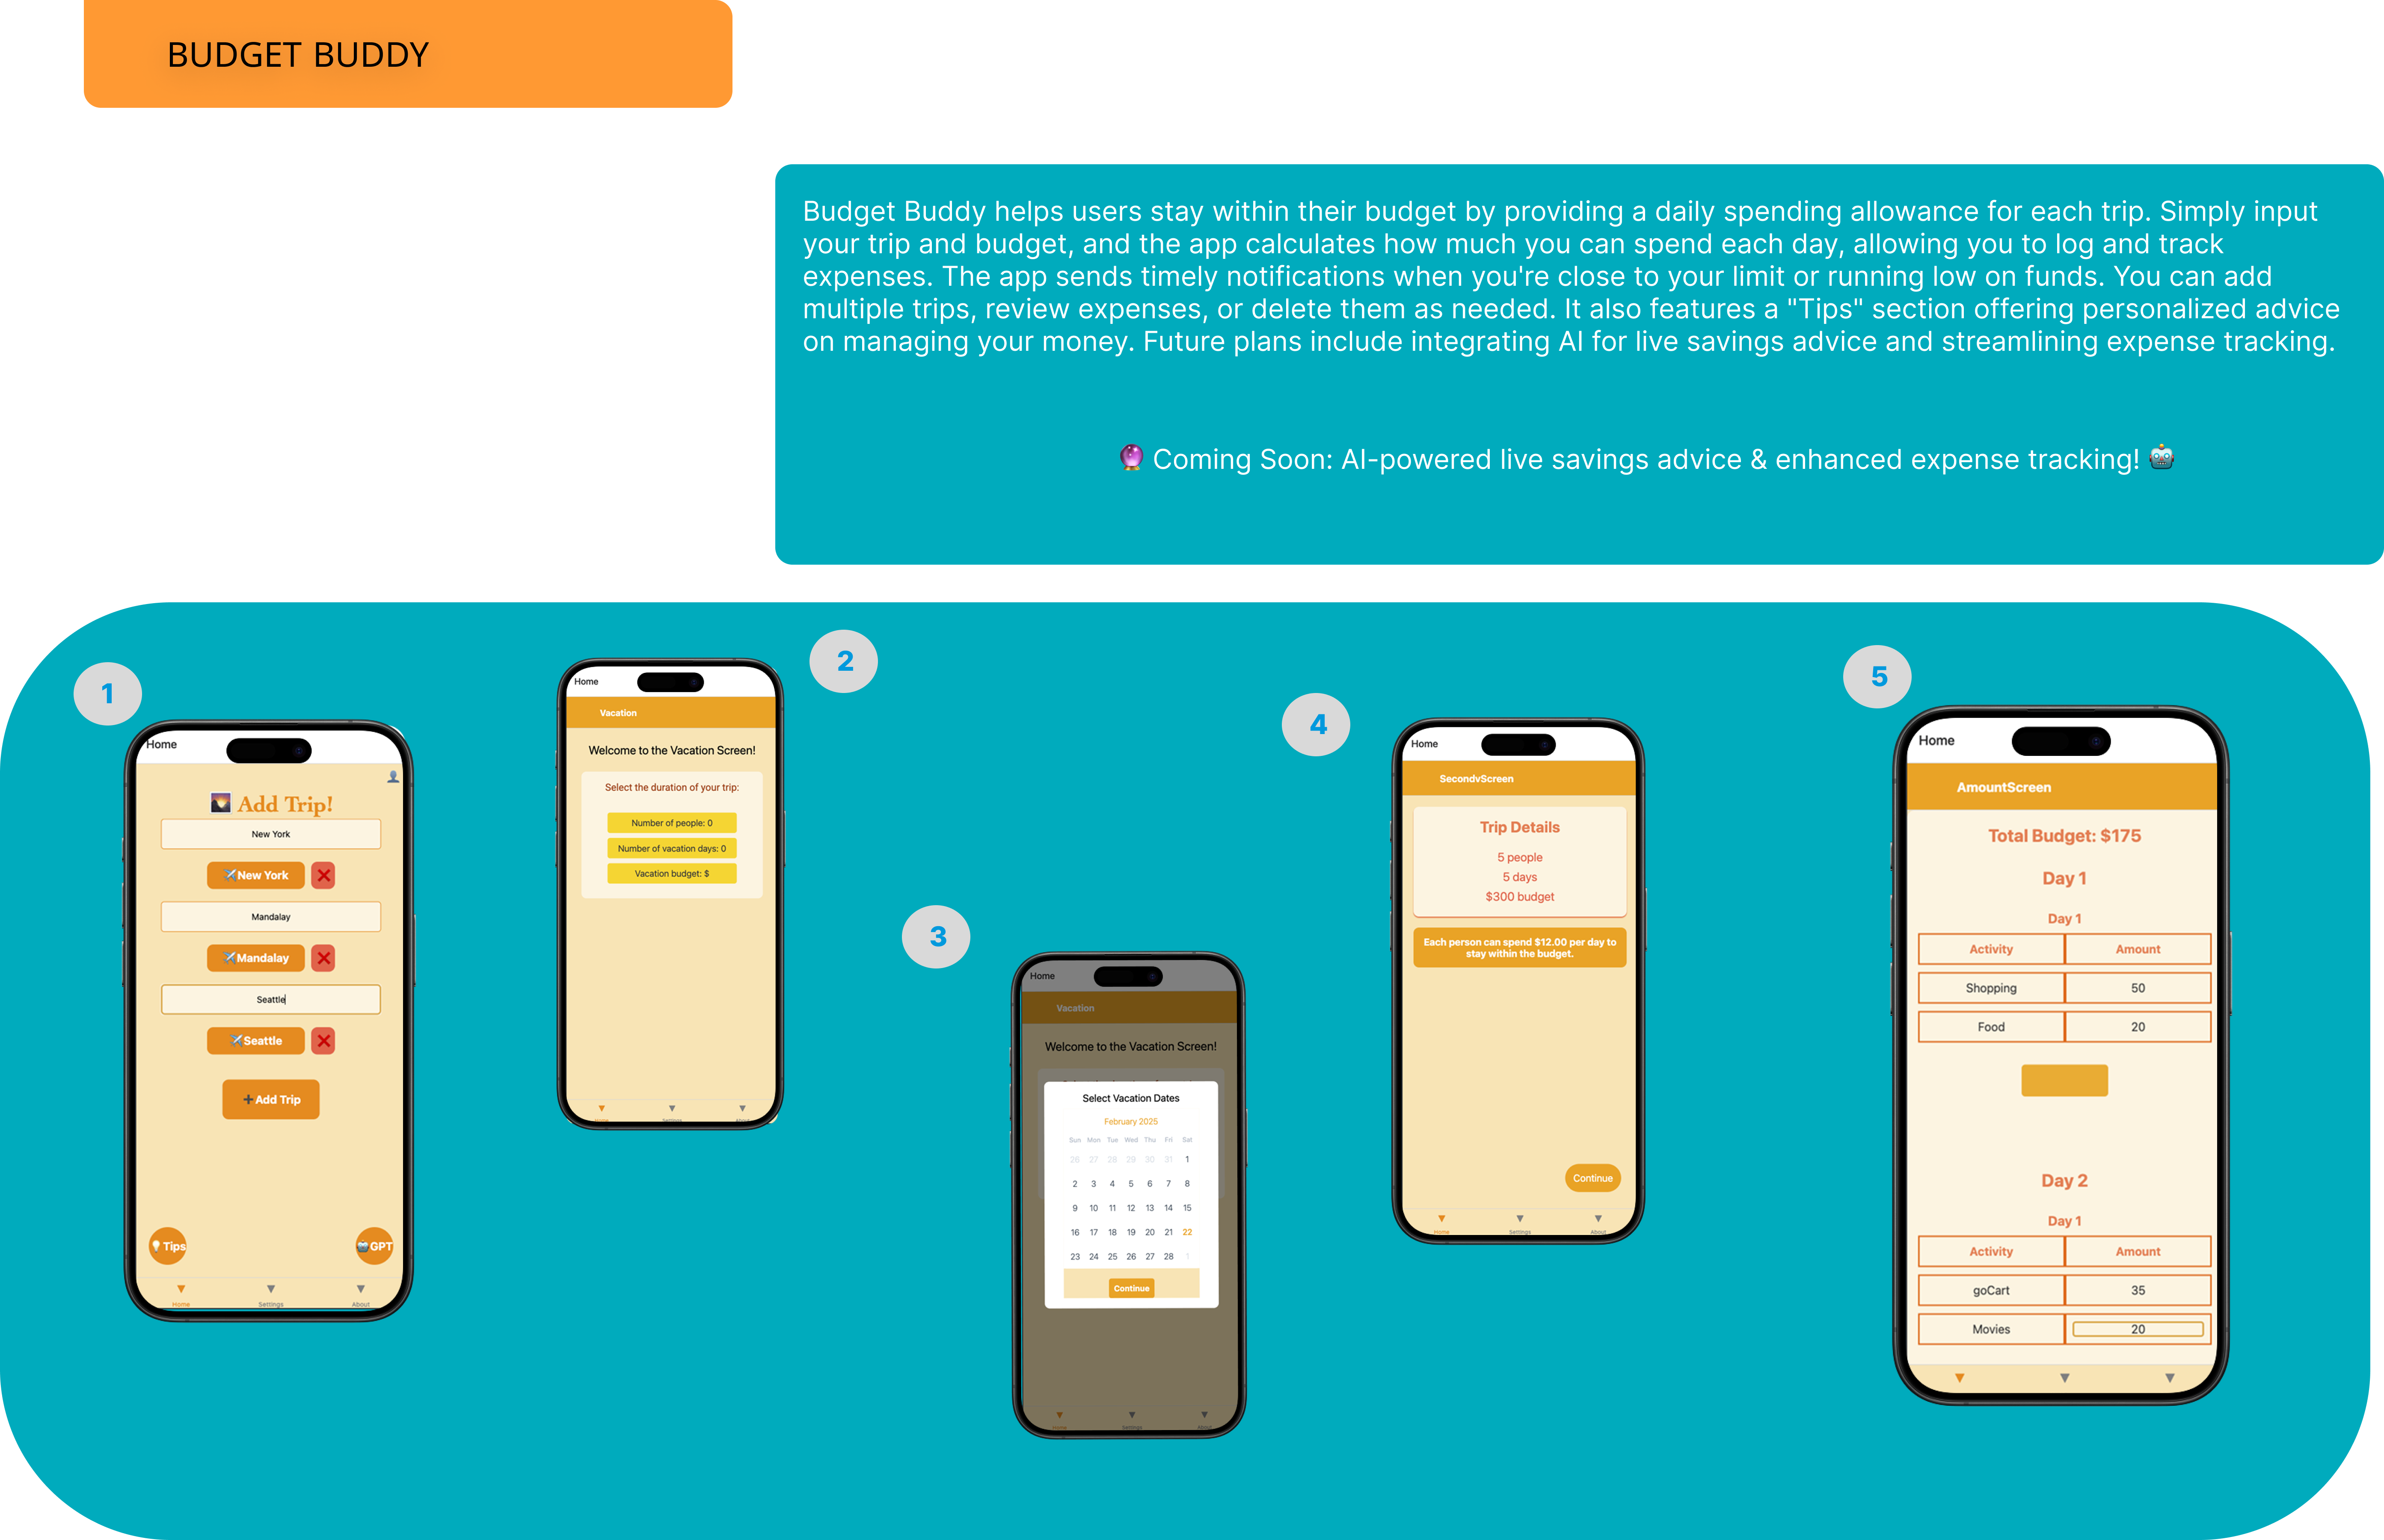 BUDGET BUDDY
Budget Buddy helps users stay within their budget by providing a daily spending allowance for each trip. Simply input
your trip and budget, and the app calculates how much you can spend each day, allowing you to log and track
expenses. The app sends timely notifications when you're close to your limit or running low on funds. You can add
multiple trips, review expenses, or delete them as needed. It also features a "Tips" section offering personalized advice
on managing your money. Future plans include integrating AI for live savings advice and streamlining expense tracking.
🔮 Coming Soon: AI-powered live savings advice & enhanced expense tracking! 🤖
1
Home
🌄 Add Trip!
New York
✈️New York ❌
Mandalay
✈️Mandalay ❌
Seattle
✈️Seattle ❌
➕Add Trip
💡Tips
🤖GPT
Home Settings About
2
Home
Vacation
Welcome to the Vacation Screen!
Select the duration of your trip:
Number of people: 0
Number of vacation days: 0
Vacation budget: $
Home Settings About
3
Home
Vacation
Welcome to the Vacation Screen!
Select Vacation Dates
February 2025
Sun Mon Tue Wed Thu Fri Sat
26 27 28 29 30 31 1
2 3 4 5 6 7 8
9 10 11 12 13 14 15
16 17 18 19 20 21 22
23 24 25 26 27 28 1
Continue
Home Settings About
4
Home
SecondvScreen
Trip Details
5 people
5 days
$300 budget
Each person can spend $12.00 per day to
stay within the budget.
Continue
Home Settings About
5
Home
AmountScreen
Total Budget: $175
Day 1
Day 1
Activity Amount
Shopping 50
Food 20
Day 2
Day 1
Activity Amount
goCart 35
Movies 20